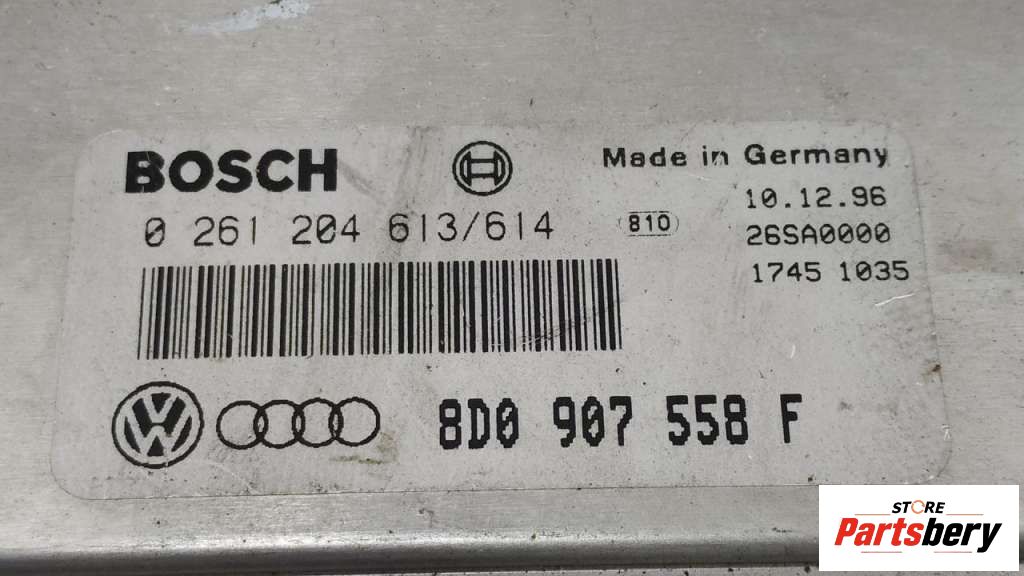 BOSCH
Made in Germany
0 261 204 613/614
810
10.12.96
26SA0000
1745 1035
8D0 907 558 F
STORE
Partsbery